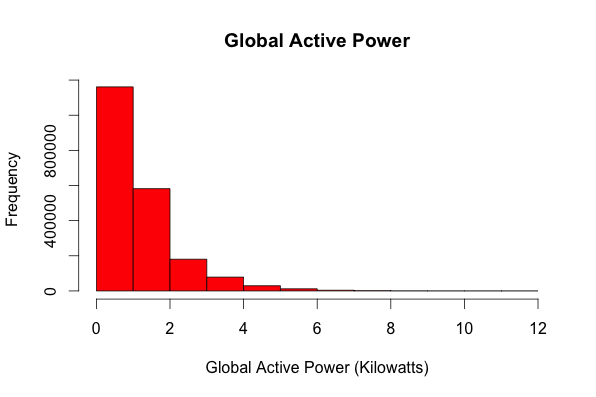 Global Active Power
Frequency
800000
400000
0
0 2 4 6 8 10 12
Global Active Power (Kilowatts)